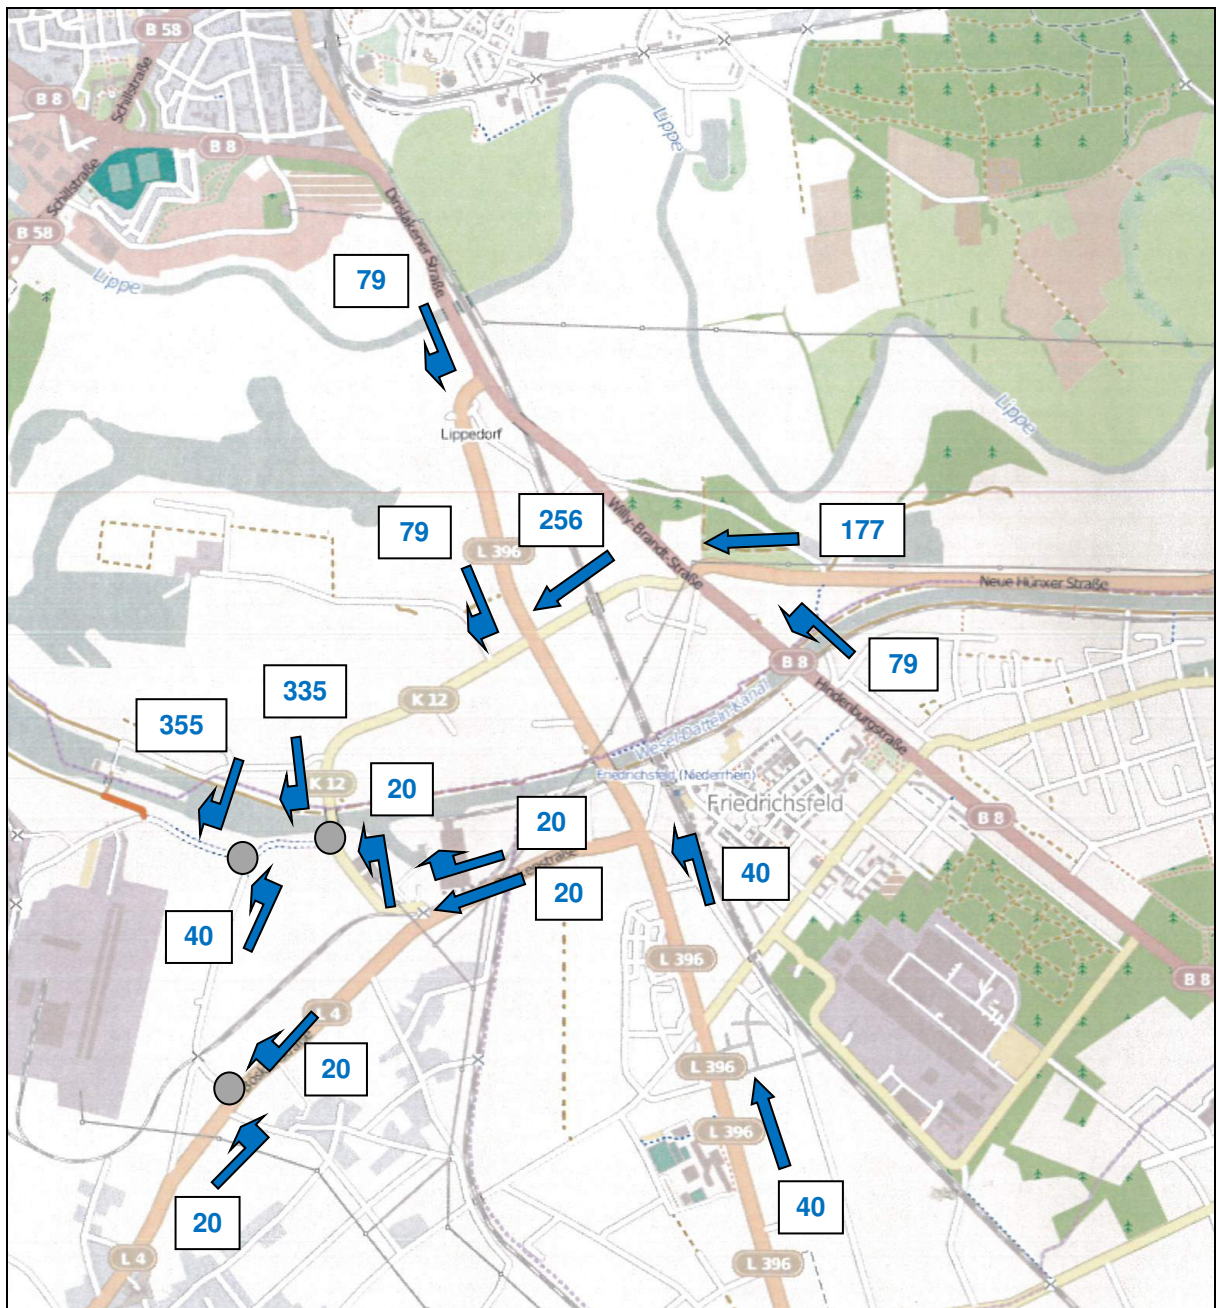 B 58
Schillstraße
B 8
B 8
Schillstraße
B 58
Lippe
Lippe
Dinslakener Straße
79
Lippe
Lippedorf
79
256
L 396
Willy-Brandt-Straße
177
Neue Hünxer Straße
79
B 8
K 12
335
355
Wesel-Datteln-Kanal
Hindenburgstraße
K 12
20
Friedrichsfeld (Niederrhein)
Friedrichsfeld
B 8
20
20
40
40
L 396
B 8
L 4
20
L 396
L 396
20
40
L 4
L 396